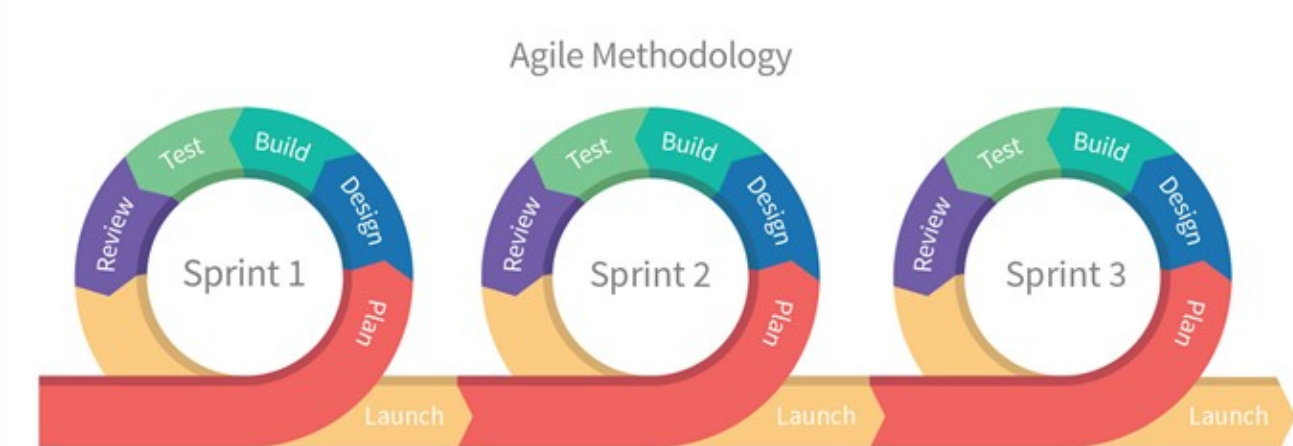 Agile Methodology
Test
Build
Design
Review
Sprint 1
Plan
Launch
Test
Build
Design
Review
Sprint 2
Plan
Launch
Test
Build
Design
Review
Sprint 3
Plan
Launch